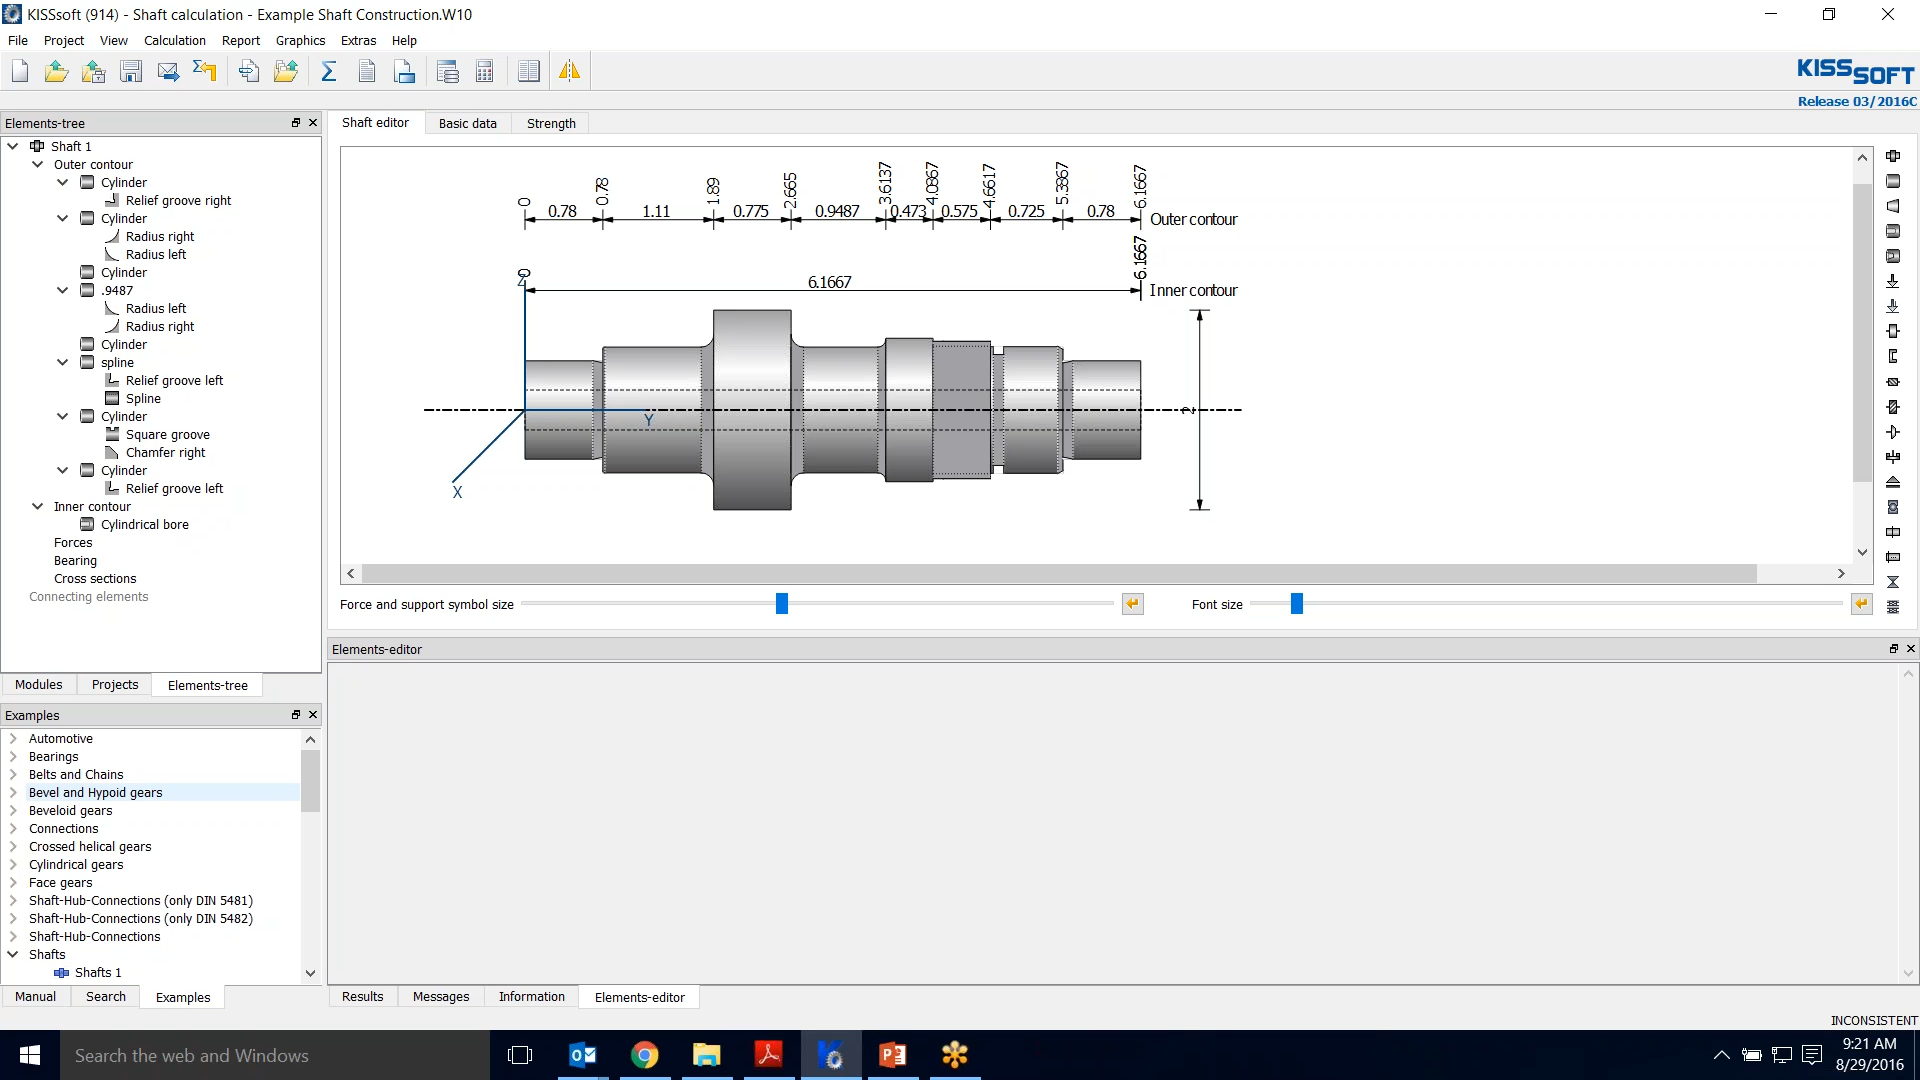 KISSsoft (914) - Shaft calculation - Example Shaft Construction.W10
File Project View Calculation Report Graphics Extras Help
KISSSOFT
Release 03/2016C
Elements-tree
Shaft 1
Outer contour
Cylinder
Relief groove right
Cylinder
Radius right
Radius left
Cylinder
.9487
Radius left
Radius right
Cylinder
spline
Relief groove left
Spline
Cylinder
Square groove
Chamfer right
Cylinder
Relief groove left
Inner contour
Cylindrical bore
Forces
Bearing
Cross sections
Connecting elements
Modules Projects Elements-tree
Examples
Automotive
Bearings
Belts and Chains
Bevel and Hypoid gears
Beveloid gears
Connections
Crossed helical gears
Cylindrical gears
Face gears
Shaft-Hub-Connections (only DIN 5481)
Shaft-Hub-Connections (only DIN 5482)
Shaft-Hub-Connections
Shafts
Shafts 1
Manual Search Examples
Shaft editor Basic data Strength
0 0.78 1.89 2.665 3.6137 4.0867 4.6617 5.3867 6.1667
0.78 1.11 0.775 0.9487 0.473 0.575 0.725 0.78 Outer contour
0 6.1667
6.1667 Inner contour
Z
Y
X
2
Force and support symbol size Font size
Elements-editor
Results Messages Information Elements-editor
INCONSISTENT
Search the web and Windows
9:21 AM
8/29/2016